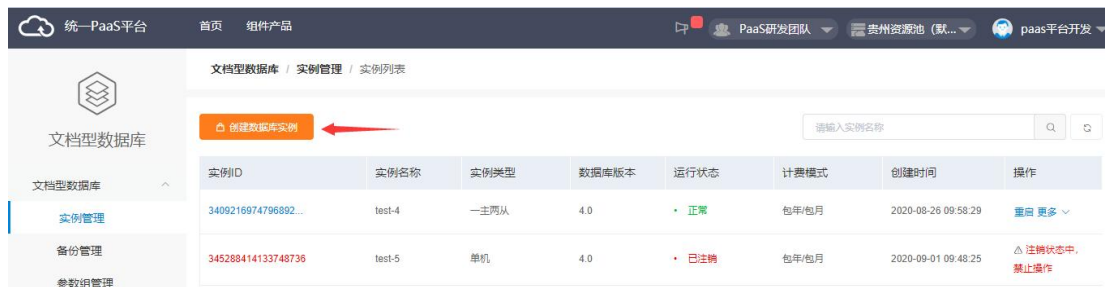 统一PaaS平台 首页 组件产品 PaaS研发团队 贵州资源池（默... paas平台开发
文档型数据库 / 实例管理 / 实例列表
文档型数据库
创建数据库实例 请输入实例名称
实例ID 实例名称 实例类型 数据库版本 运行状态 计费模式 创建时间 操作
文档型数据库
3409216974796892... test-4 一主两从 4.0 • 正常 包年/包月 2020-08-26 09:58:29 重启 更多
实例管理
备份管理
345288414133748736 test-5 单机 4.0 • 已注销 包年/包月 2020-09-01 09:48:25 注销状态中,
禁止操作
参数组管理